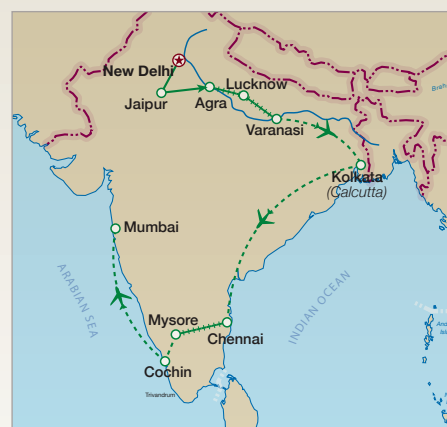 New Delhi
Lucknow
Jaipur
Agra
Varanasi
Kolkata
(Calcutta)
Mumbai
ARABIAN SEA
INDIAN OCEAN
Mysore
Chennai
Cochin
Trivandrum